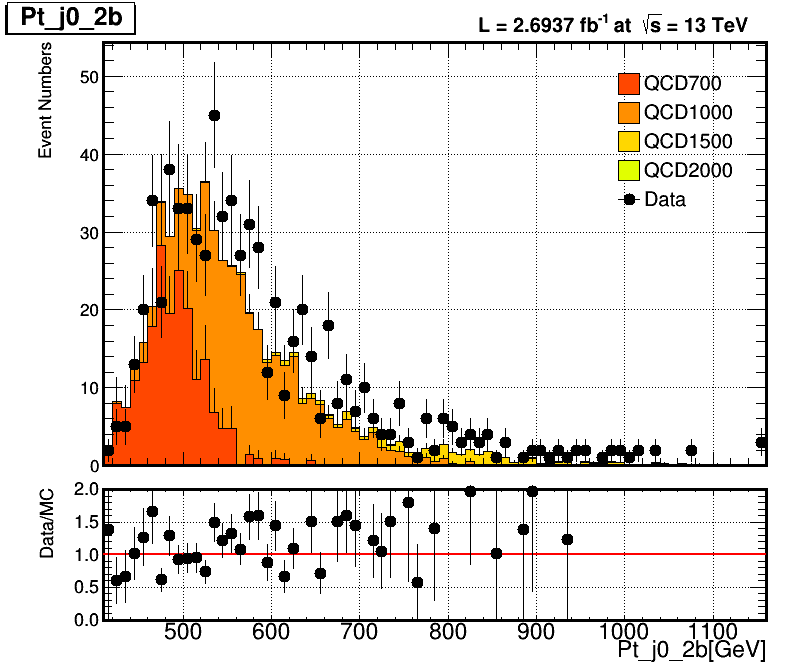 Pt_j0_2b
L = 2.6937 fb-1 at √s = 13 TeV
Event Numbers
50
40
30
20
10
0
QCD700
QCD1000
QCD1500
QCD2000
Data
Data/MC
2.0
1.5
1.0
0.5
0.0
500 600 700 800 900 1000 1100
Pt_j0_2b[GeV]